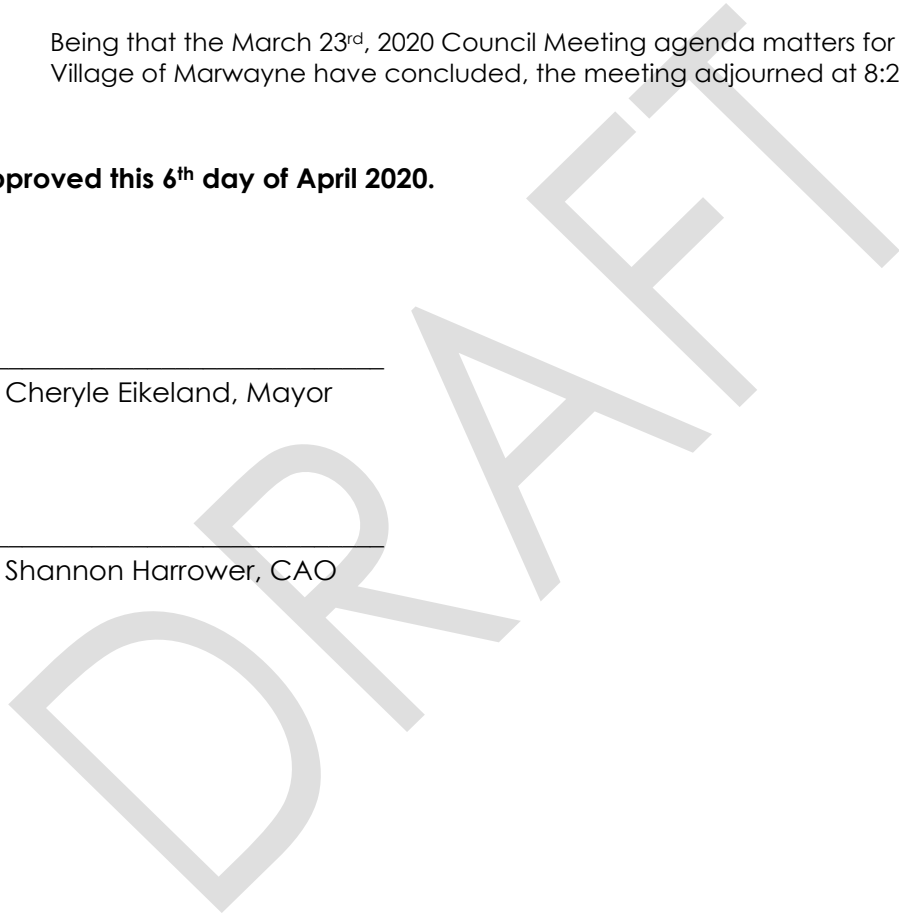 Being that the March 23rd, 2020 Council Meeting agenda matters for
Village of Marwayne have concluded, the meeting adjourned at 8:2
pproved this 6th day of April 2020.
Cheryle Eikeland, Mayor
Shannon Harrower, CAO
DRAFT